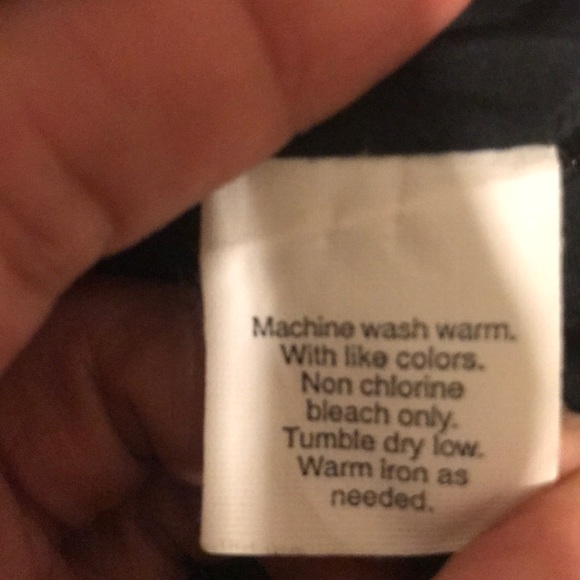 Machine wash warm.
With like colors.
Non chlorine
bleach only.
Tumble dry low.
Warm iron as
needed.